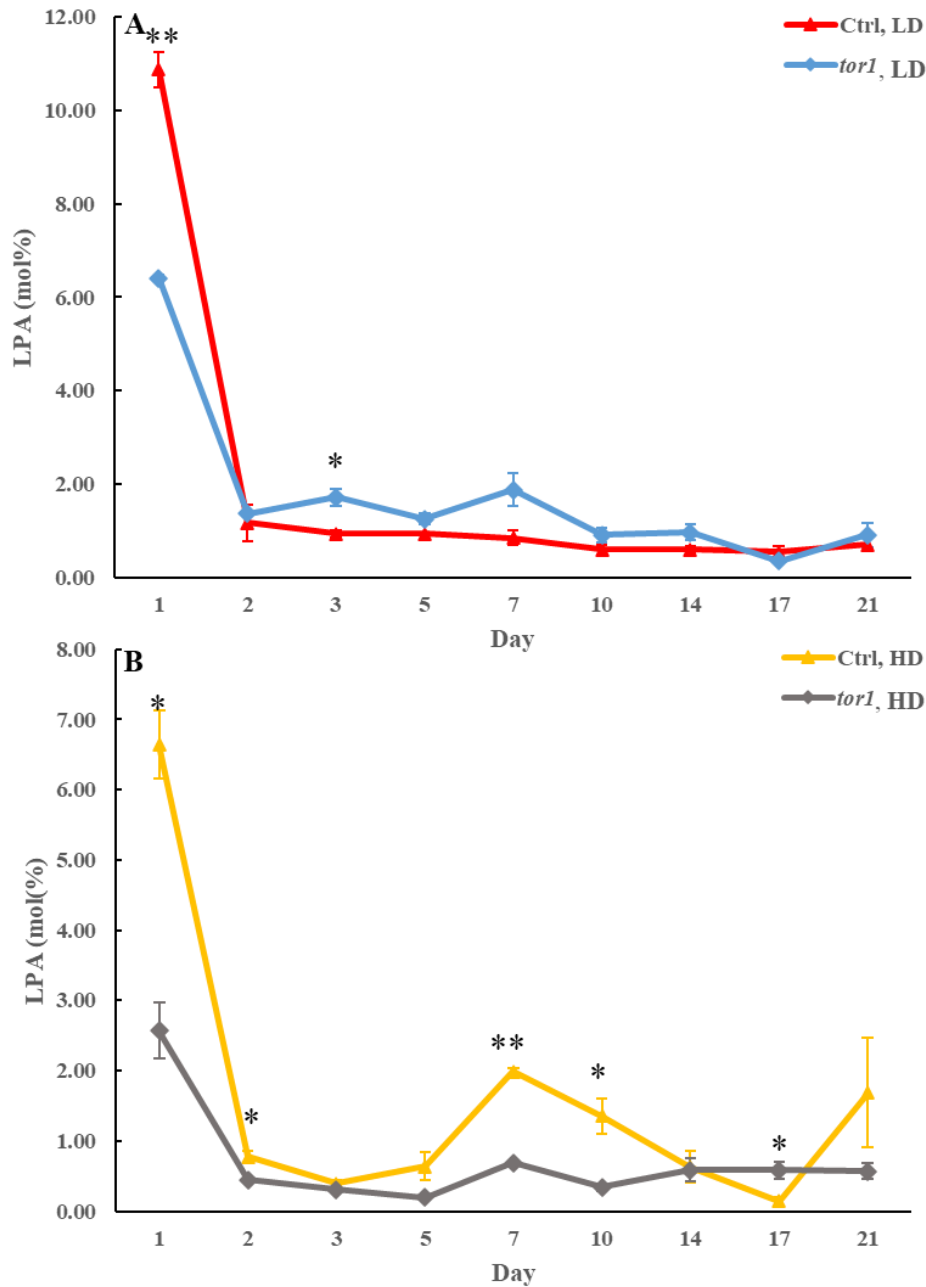 A
**
Ctrl, LD
tor1, LD
12.00
10.00
8.00
6.00
4.00
2.00
0.00
LPA (mol%)
*
1 2 3 5 7 10 14 17 21
Day
B
Ctrl, HD
tor1, HD
8.00
7.00
6.00
5.00
4.00
3.00
2.00
1.00
0.00
LPA (mol(%)
*
*
**
*
*
1 2 3 5 7 10 14 17 21
Day